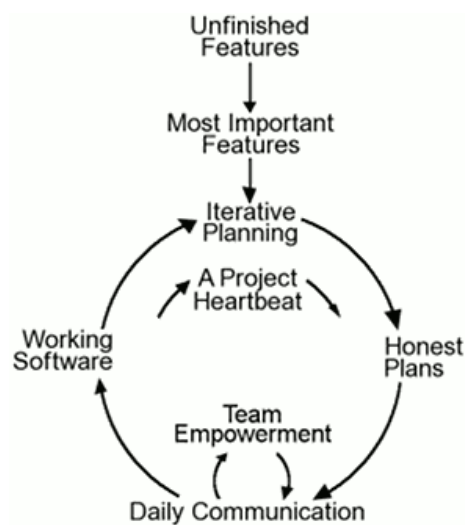 Unfinished
Features
Most Important
Features
Iterative
Planning
A Project
Heartbeat
Working
Software
Honest
Plans
Team
Empowerment
Daily Communication